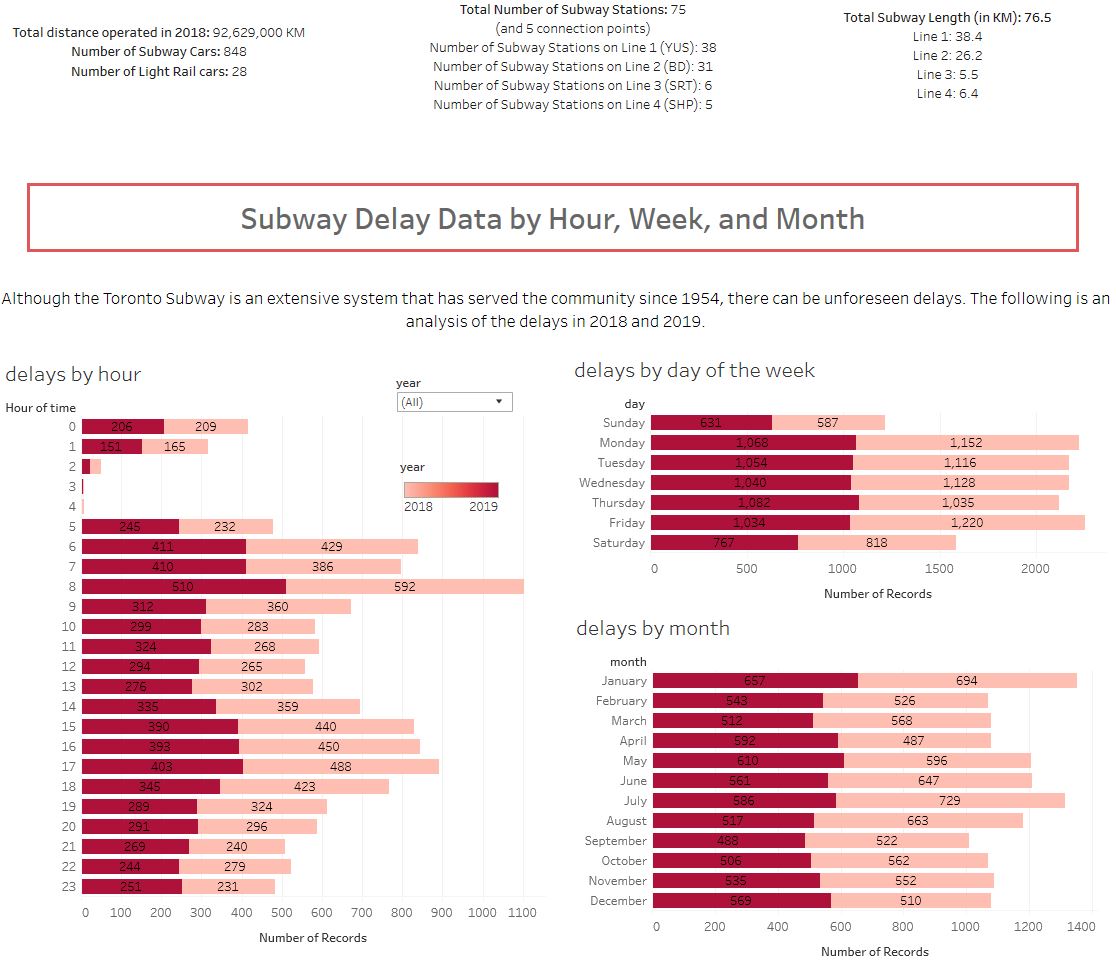 Total distance operated in 2018: 92,629,000 KM
Number of Subway Cars: 848
Number of Light Rail cars: 28
Total Number of Subway Stations: 75
(and 5 connection points)
Number of Subway Stations on Line 1 (YUS): 38
Number of Subway Stations on Line 2 (BD): 31
Number of Subway Stations on Line 3 (SRT): 6
Number of Subway Stations on Line 4 (SHP): 5
Total Subway Length (in KM): 76.5
Line 1: 38.4
Line 2: 26.2
Line 3: 5.5
Line 4: 6.4
Subway Delay Data by Hour, Week, and Month
Although the Toronto Subway is an extensive system that has served the community since 1954, there can be unforeseen delays. The following is an
analysis of the delays in 2018 and 2019.
delays by hour
year
(All)
Hour of time
0 206 209
1 151 165
2
3
4
5 245 232
6 411 429
7 410 386
8 510 592
9 312 360
10 299 283
11 324 268
12 294 265
13 276 302
14 335 359
15 390 440
16 393 450
17 403 488
18 345 423
19 289 324
20 291 296
21 269 240
22 244 279
23 251 231
0 100 200 300 400 500 600 700 800 900 1000 1100
Number of Records
year
2018 2019
delays by day of the week
day
Sunday 631 587
Monday 1,068 1,152
Tuesday 1,054 1,116
Wednesday 1,040 1,128
Thursday 1,082 1,035
Friday 1,034 1,220
Saturday 767 818
0 500 1000 1500 2000
Number of Records
delays by month
month
January 657 694
February 543 526
March 512 568
April 592 487
May 610 596
June 561 647
July 586 729
August 517 663
September 488 522
October 506 562
November 535 552
December 569 510
0 200 400 600 800 1000 1200 1400
Number of Records